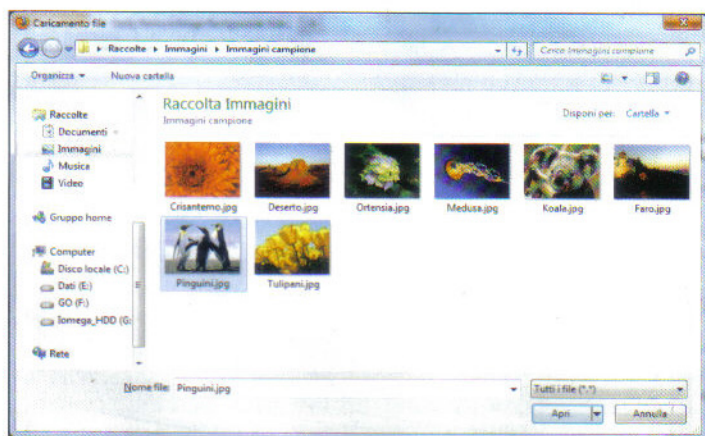 Caricamento file
Raccolte ▸ Immagini ▸ Immagini campione
Cerca Immagini campione
Organizza
Nuova cartella
Raccolte
Documenti
Immagini
Musica
Video
Gruppo home
Computer
Disco locale (C:)
Dati (E:)
GO (F:)
Iomega_HDD (G:
Rete
Raccolta Immagini
Immagini campione
Disponi per: Cartella
Crisantemo.jpg
Deserto.jpg
Ortensia.jpg
Medusa.jpg
Koala.jpg
Faro.jpg
Pinguini.jpg
Tulipani.jpg
Nome file: Pinguini.jpg
Tutti i file (*.*)
Apri
Annulla